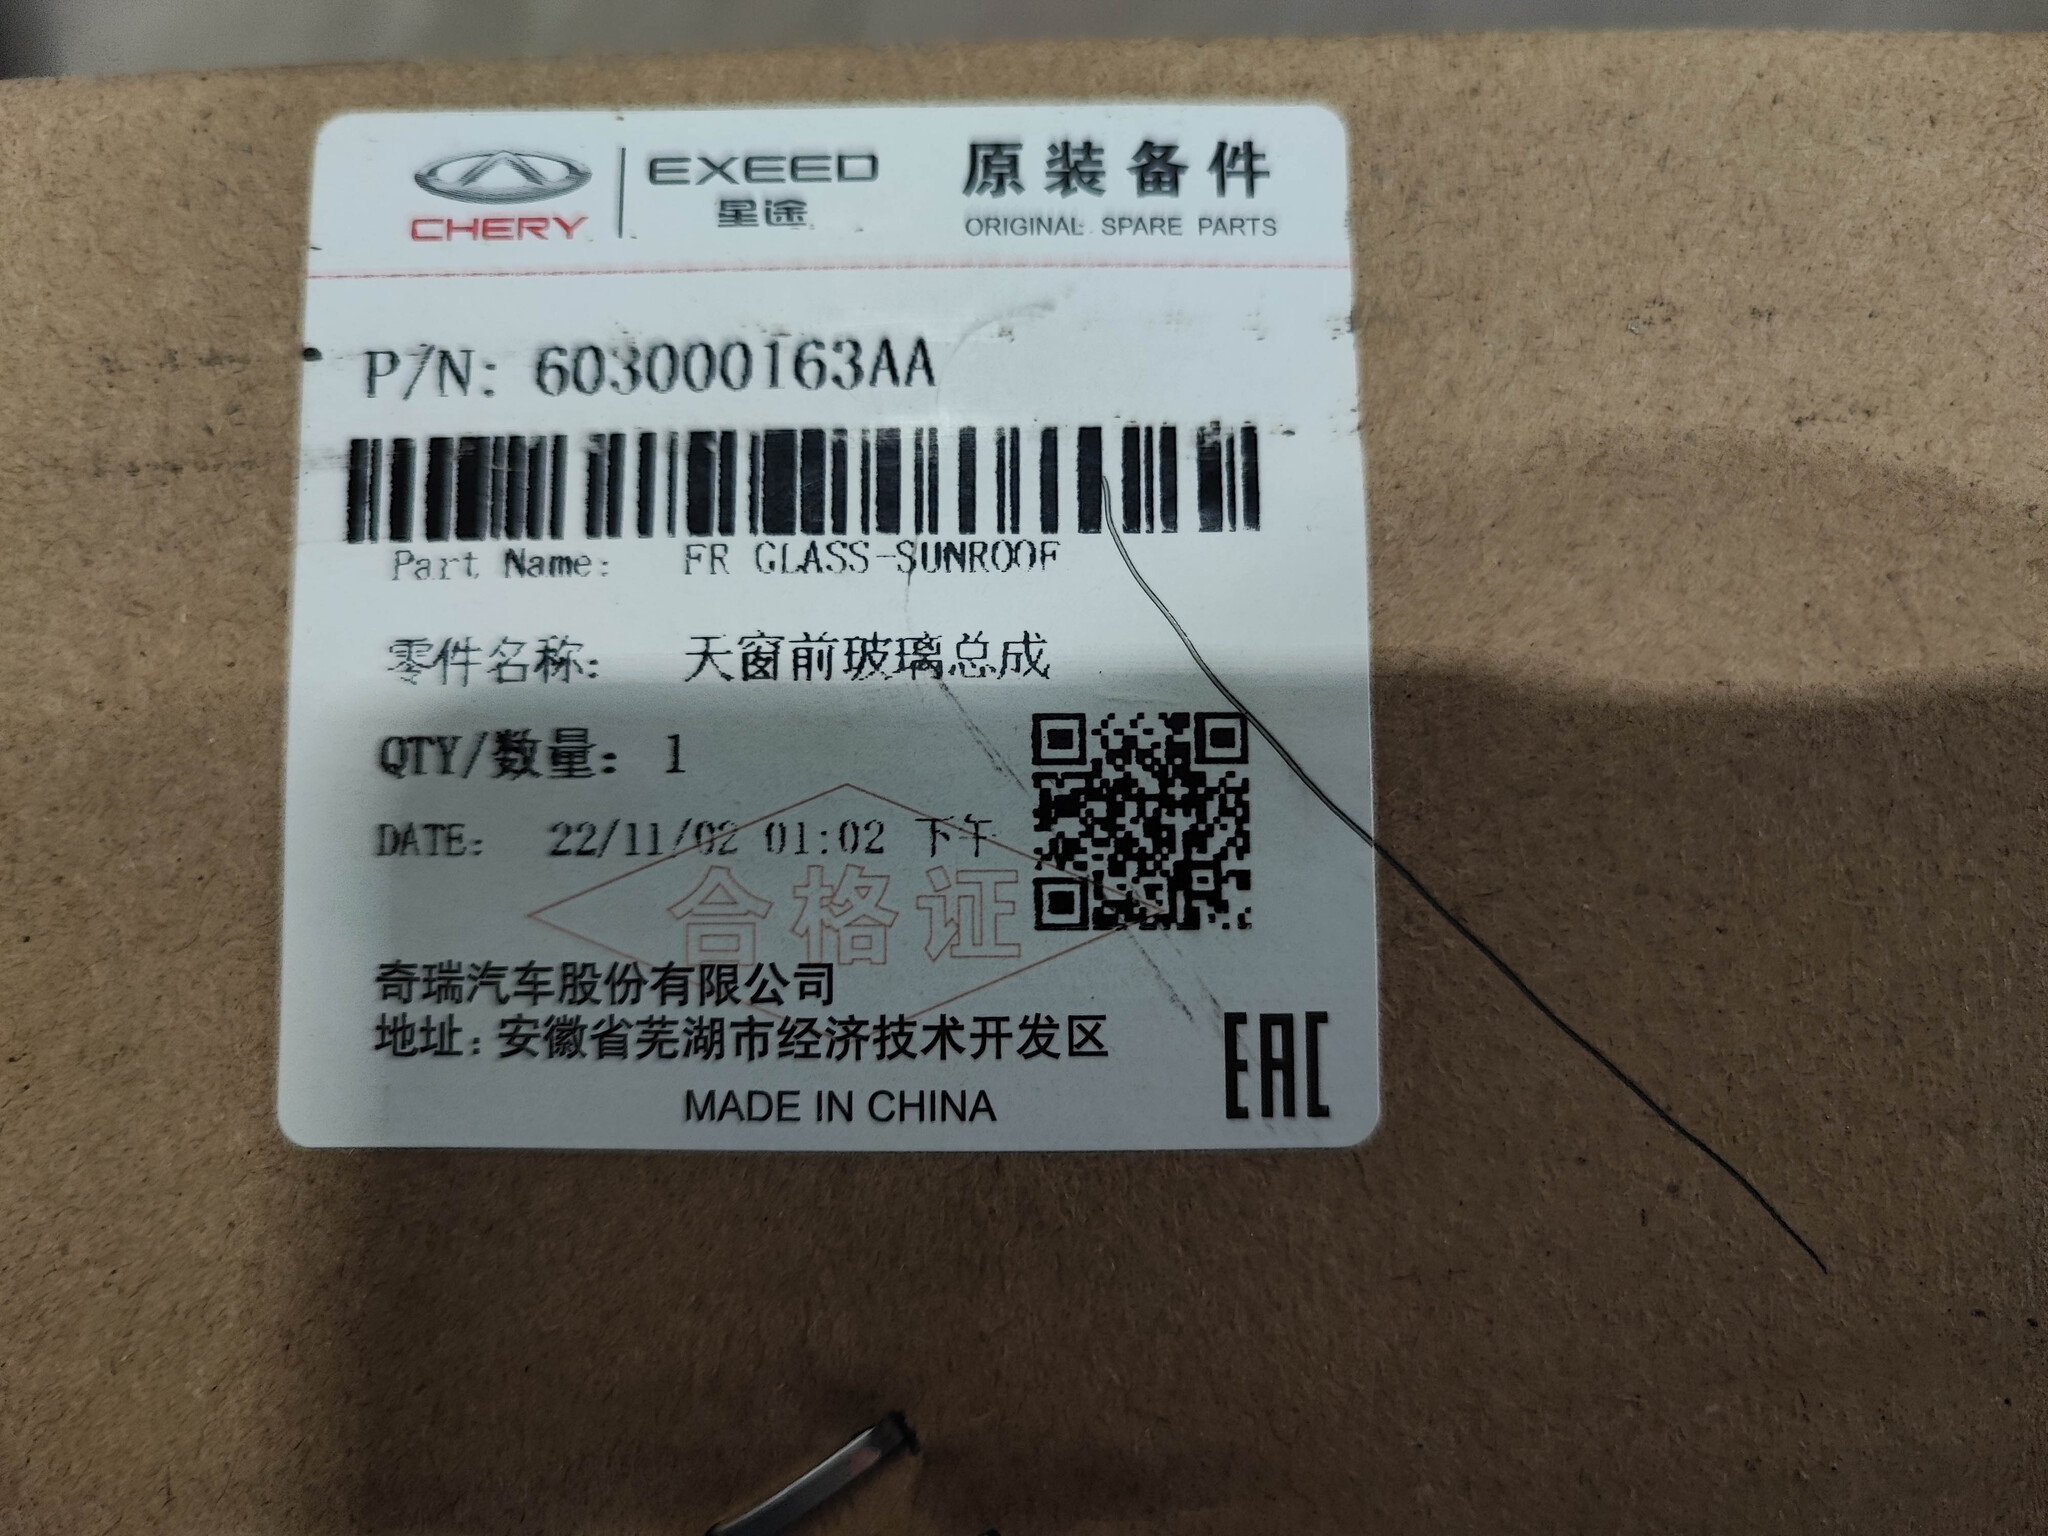 CHERY
EXEED
星途
原装备件
ORIGINAL SPARE PARTS
P/N: 603000163AA
Part Name: FR GLASS-SUNROOF
零件名称: 天窗前玻璃总成
QTY/数量: 1
DATE: 22/11/02 01:02 下午
合格证
奇瑞汽车股份有限公司
地址：安徽省芜湖市经济技术开发区
MADE IN CHINA
EAC